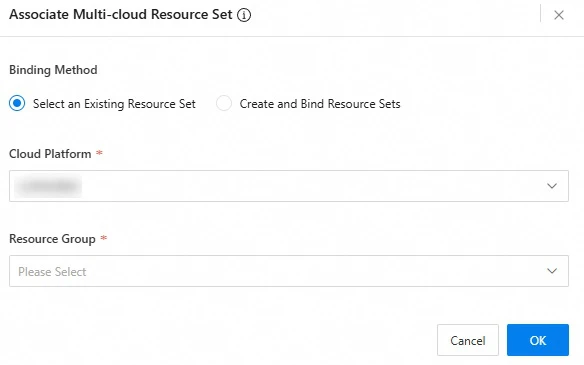 Associate Multi-cloud Resource Set
Binding Method
Select an Existing Resource Set
Create and Bind Resource Sets
Cloud Platform *
Resource Group *
Please Select
Cancel
OK